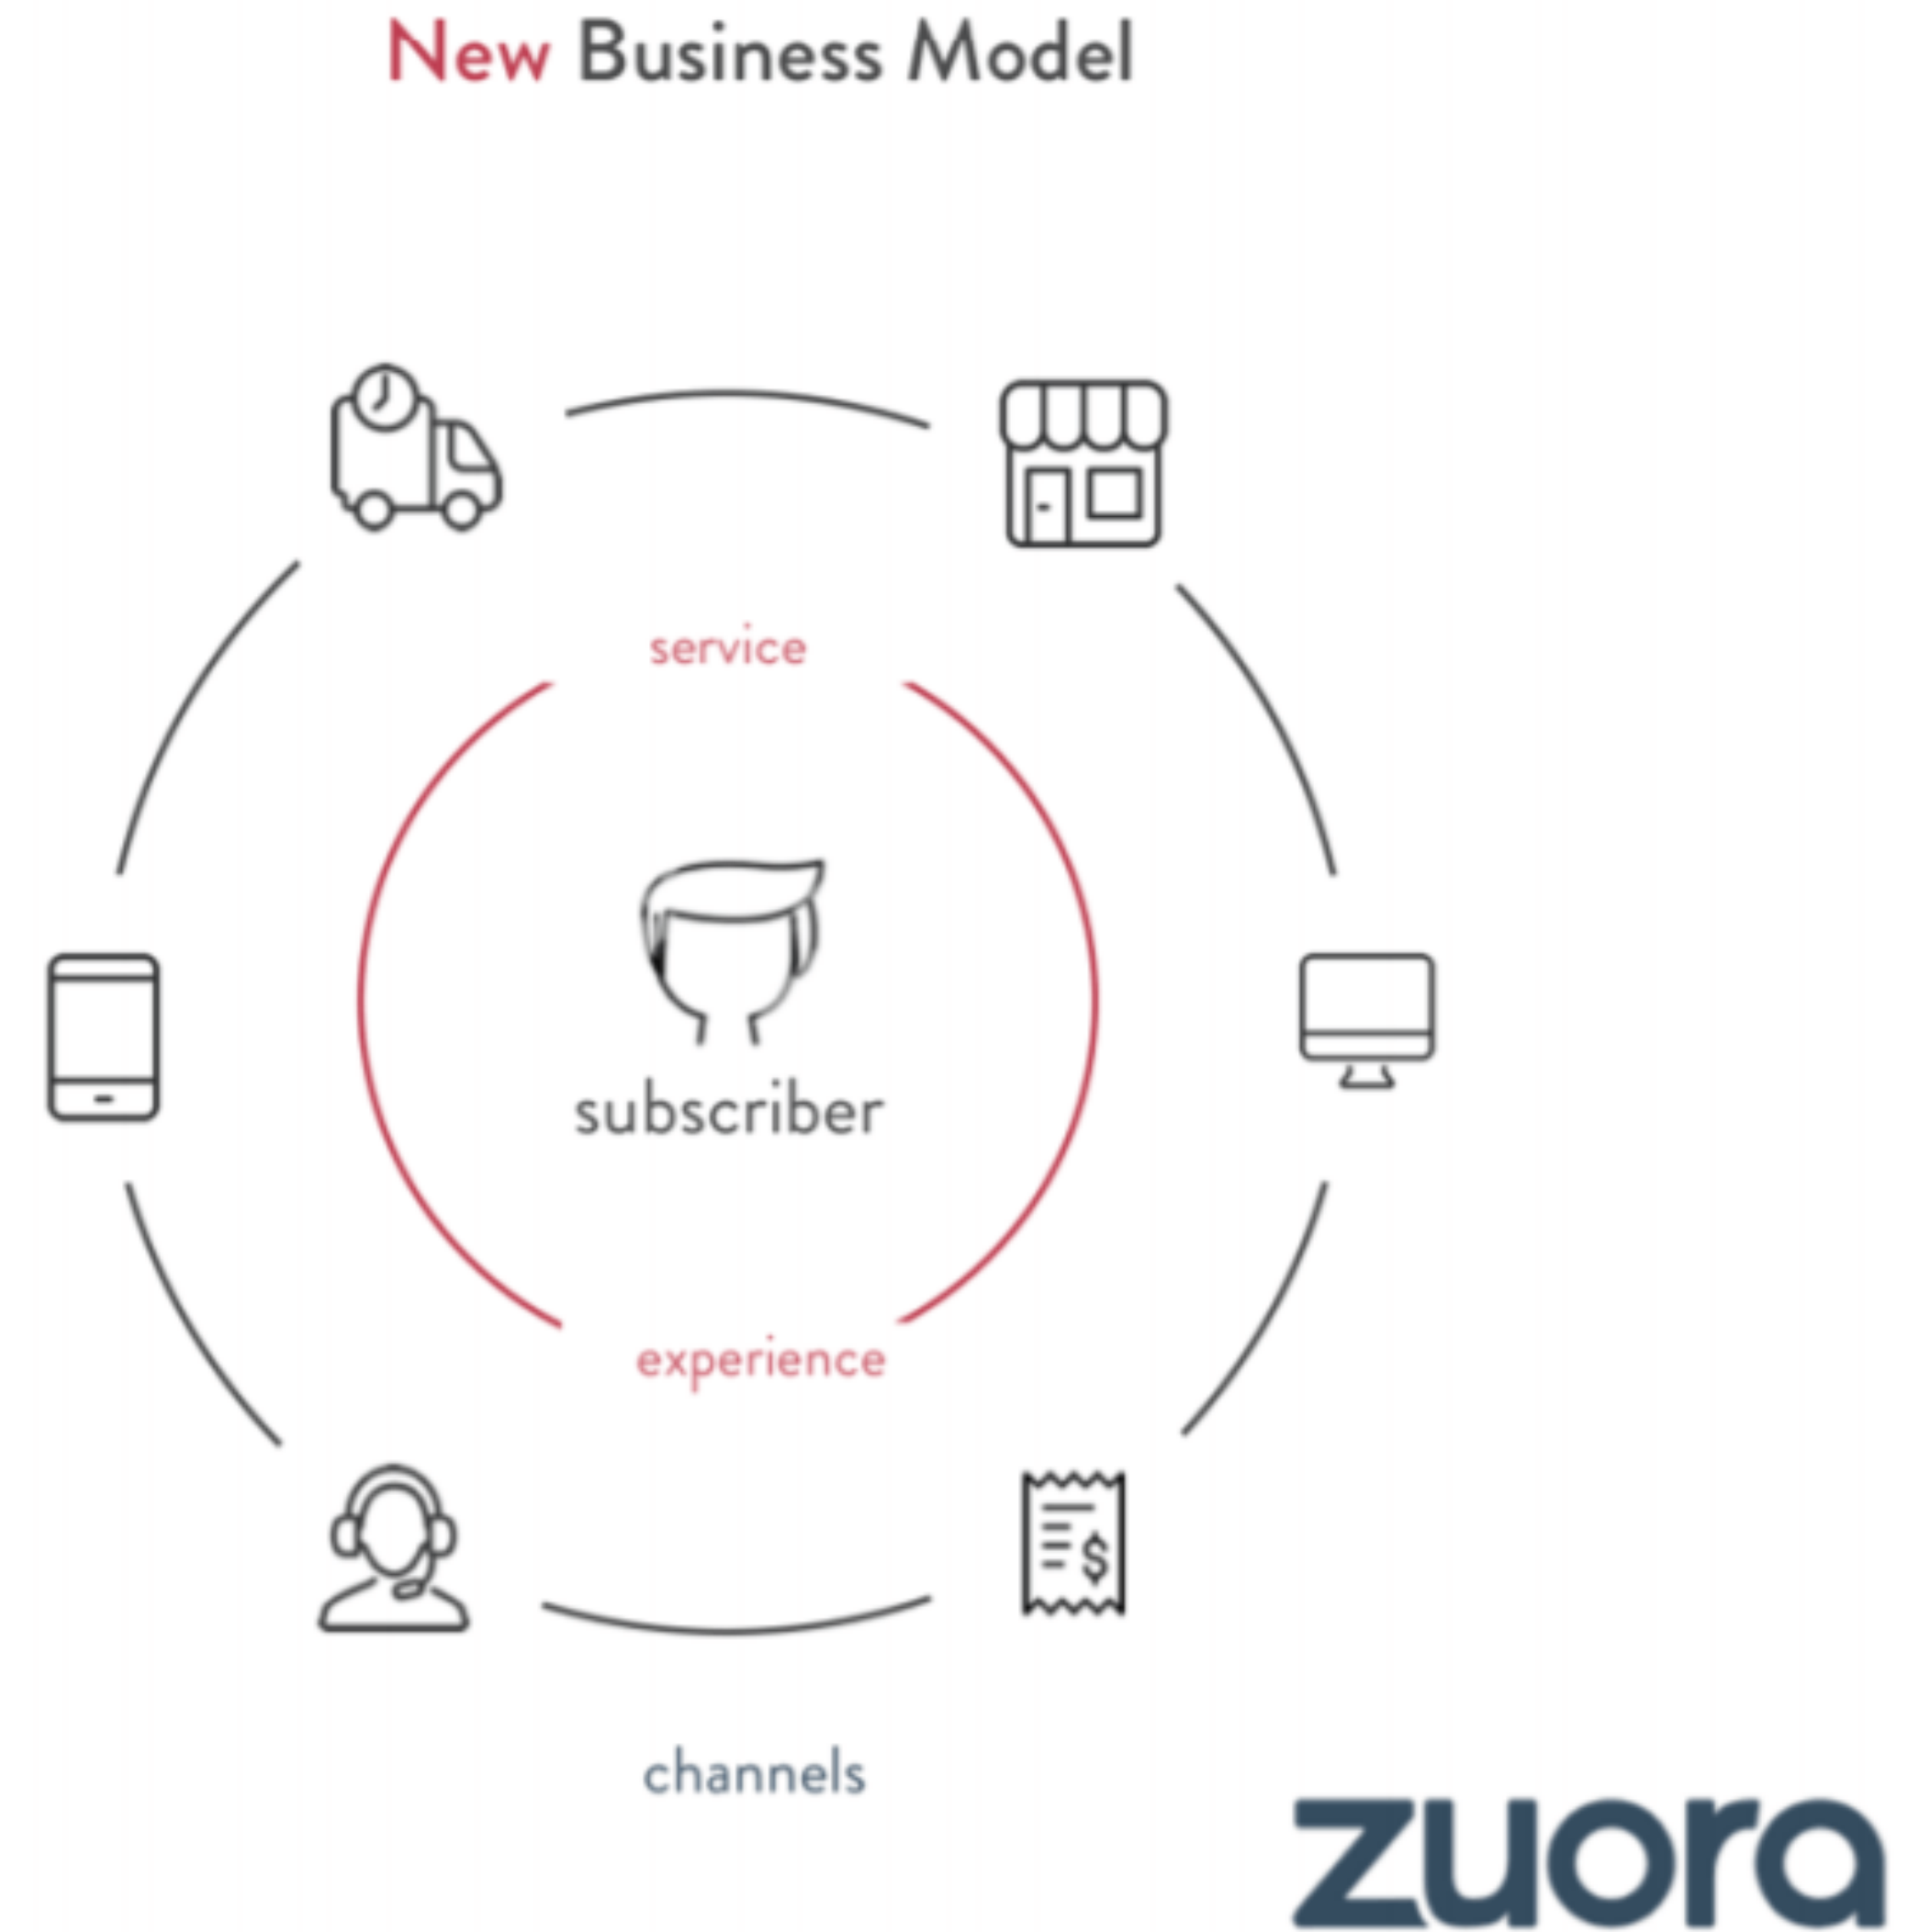 New Business Model
service
subscriber
experience
$
channels
zuora